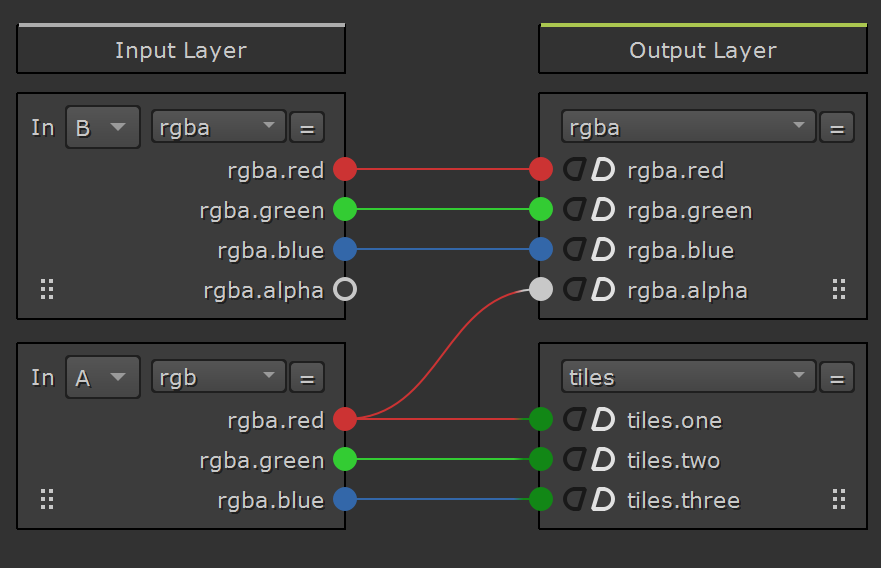 Input Layer
Output Layer
In B rgba =
rgba.red
rgba.green
rgba.blue
rgba.alpha
rgba =
rgba.red
rgba.green
rgba.blue
rgba.alpha
In A rgb =
rgba.red
rgba.green
rgba.blue
tiles =
tiles.one
tiles.two
tiles.three